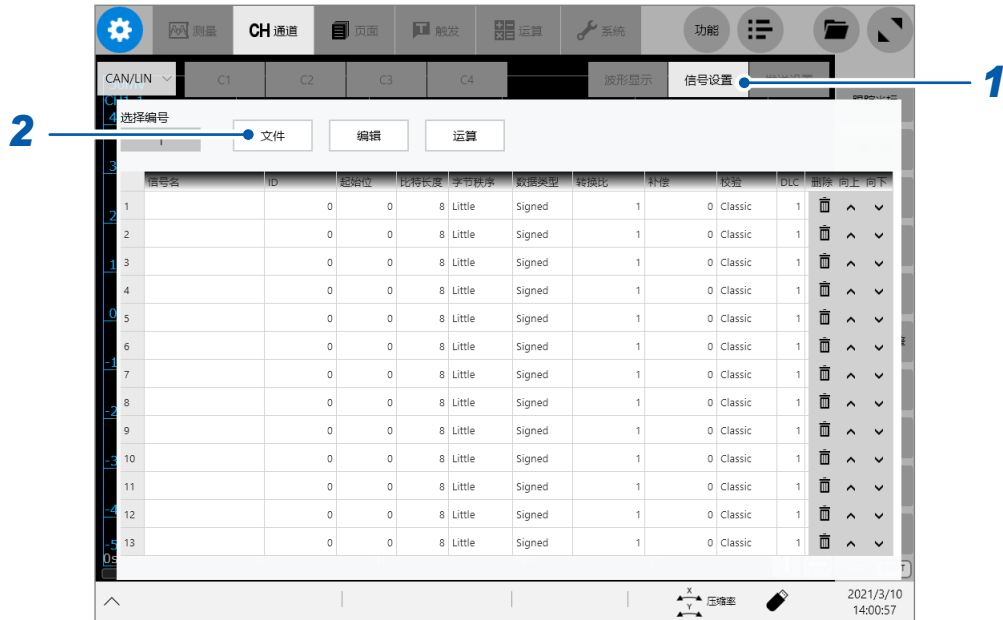 测量 CH 通道 页面 触发 运算 系统 功能
CAN/LIN C1 C2 C3 C4 波形显示 信号设置 1
选择编号
2 1 文件 编辑 运算
信号名 ID 起始位 比特长度 字节秩序 数据类型 转换比 补偿 校验 DLC 删除 向上 向下
1 0 0 8 Little Signed 1 0 Classic 1
2 0 0 8 Little Signed 1 0 Classic 1
3 0 0 8 Little Signed 1 0 Classic 1
4 0 0 8 Little Signed 1 0 Classic 1
5 0 0 8 Little Signed 1 0 Classic 1
6 0 0 8 Little Signed 1 0 Classic 1
7 0 0 8 Little Signed 1 0 Classic 1
8 0 0 8 Little Signed 1 0 Classic 1
9 0 0 8 Little Signed 1 0 Classic 1
10 0 0 8 Little Signed 1 0 Classic 1
11 0 0 8 Little Signed 1 0 Classic 1
12 0 0 8 Little Signed 1 0 Classic 1
13 0 0 8 Little Signed 1 0 Classic 1
X
Y 压缩率 2021/3/10
14:00:57